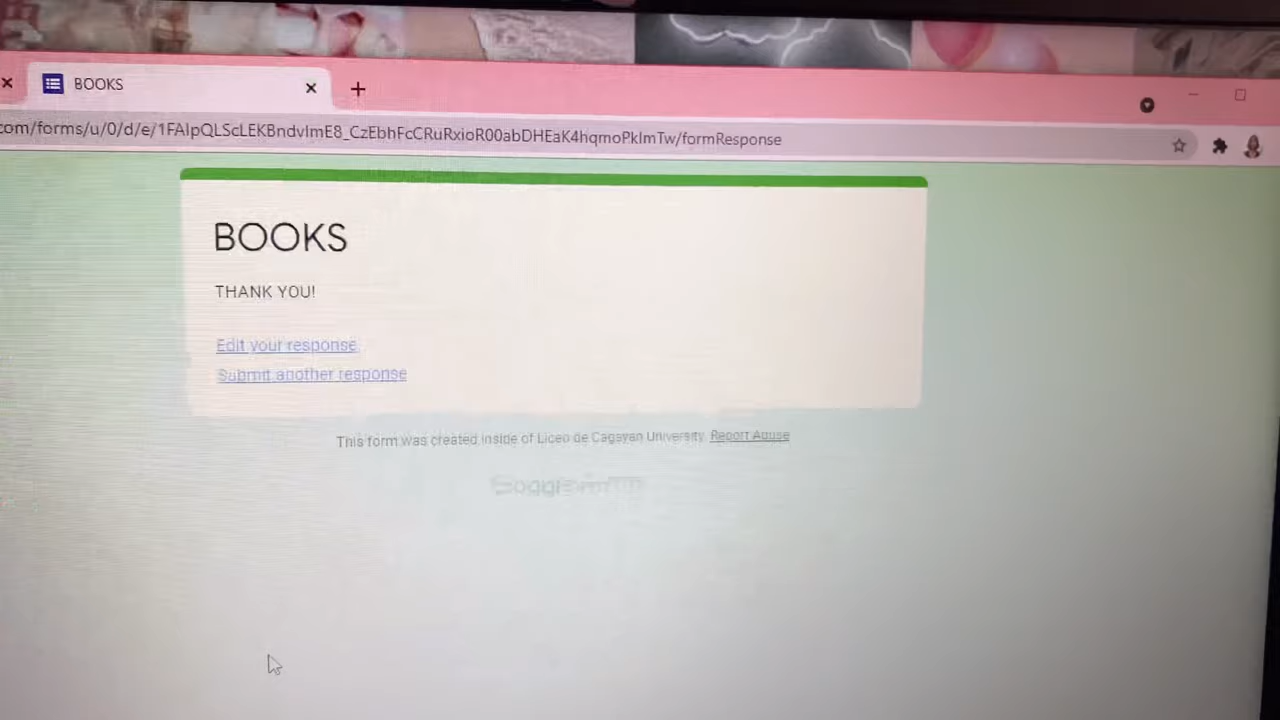 BOOKS
com/forms/u/0/d/e/1FAIpQLScLEKBndvImE8_CzEbhFcCRuRxioR00abDHEaK4hqmoPkImTw/formResponse
BOOKS
THANK YOU!
Edit your response
Submit another response
This form was created inside of Liceo de Cagayan University. Report Abuse